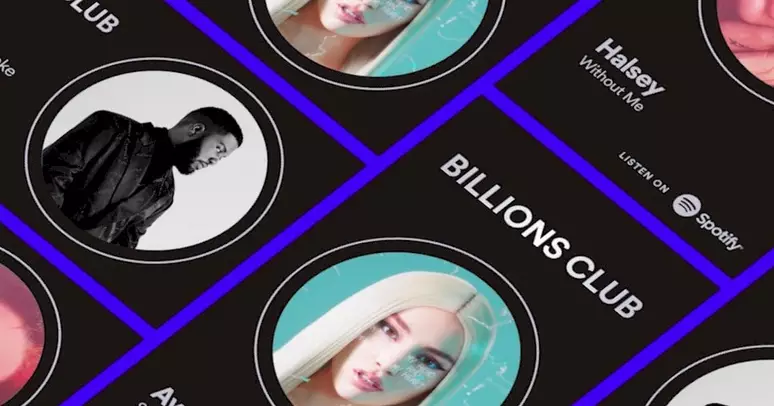 CLUB
Halsey
Without Me
LISTEN ON
Spotify
BILLIONS CLUB